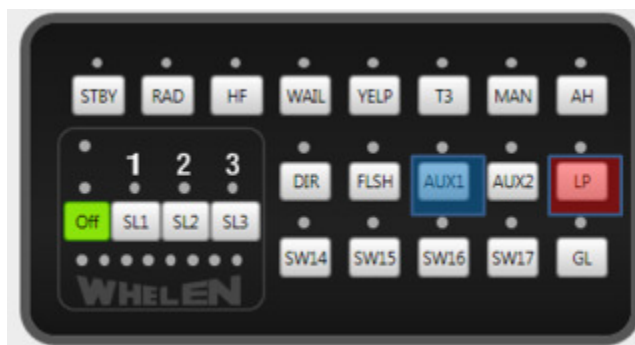 STBY RAD HF WAIL YELP T3 MAN AH
1 2 3
DIR FLSH AUX1 AUX2 LP
Off SL1 SL2 SL3
SW14 SW15 SW16 SW17 GL
WHELEN